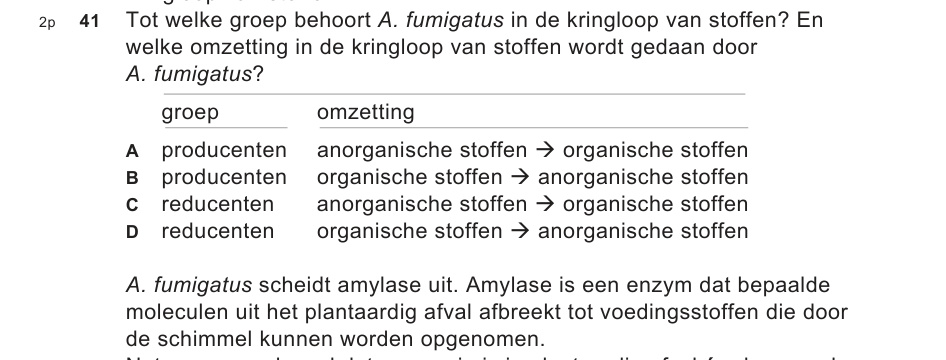 2p 41 Tot welke groep behoort A. fumigatus in de kringloop van stoffen? En
welke omzetting in de kringloop van stoffen wordt gedaan door
A. fumigatus?
groep omzetting
A producenten anorganische stoffen → organische stoffen
B producenten organische stoffen → anorganische stoffen
C reducenten anorganische stoffen → organische stoffen
D reducenten organische stoffen → anorganische stoffen
A. fumigatus scheidt amylase uit. Amylase is een enzym dat bepaalde
moleculen uit het plantaardig afval afbreekt tot voedingsstoffen die door
de schimmel kunnen worden opgenomen.